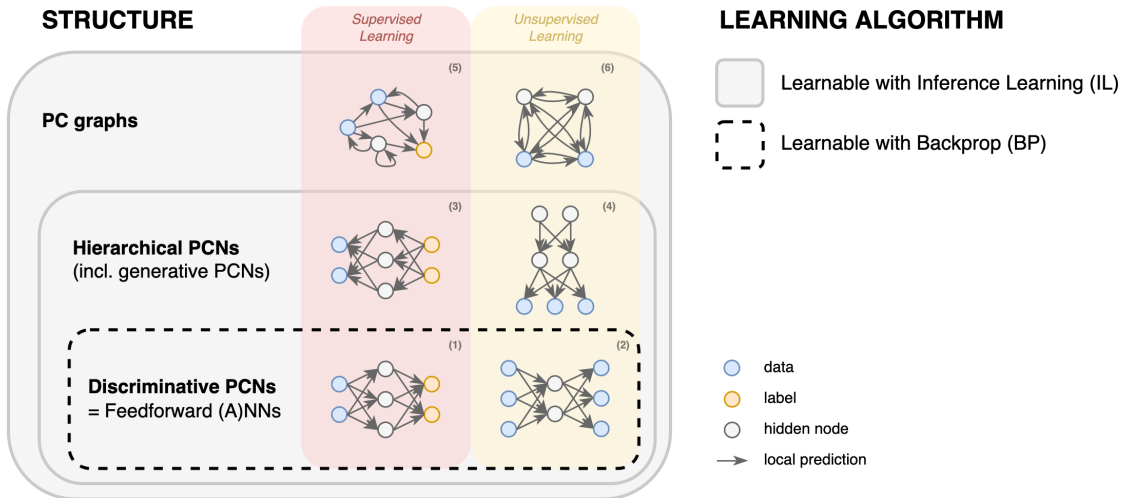 STRUCTURE
Supervised
Learning
Unsupervised
Learning
LEARNING ALGORITHM
Learnable with Inference Learning (IL)
Learnable with Backprop (BP)
PC graphs
(5)
(6)
Hierarchical PCNs
(incl. generative PCNs)
(3)
(4)
Discriminative PCNs
= Feedforward (A)NNs
(1)
(2)
data
label
hidden node
local prediction